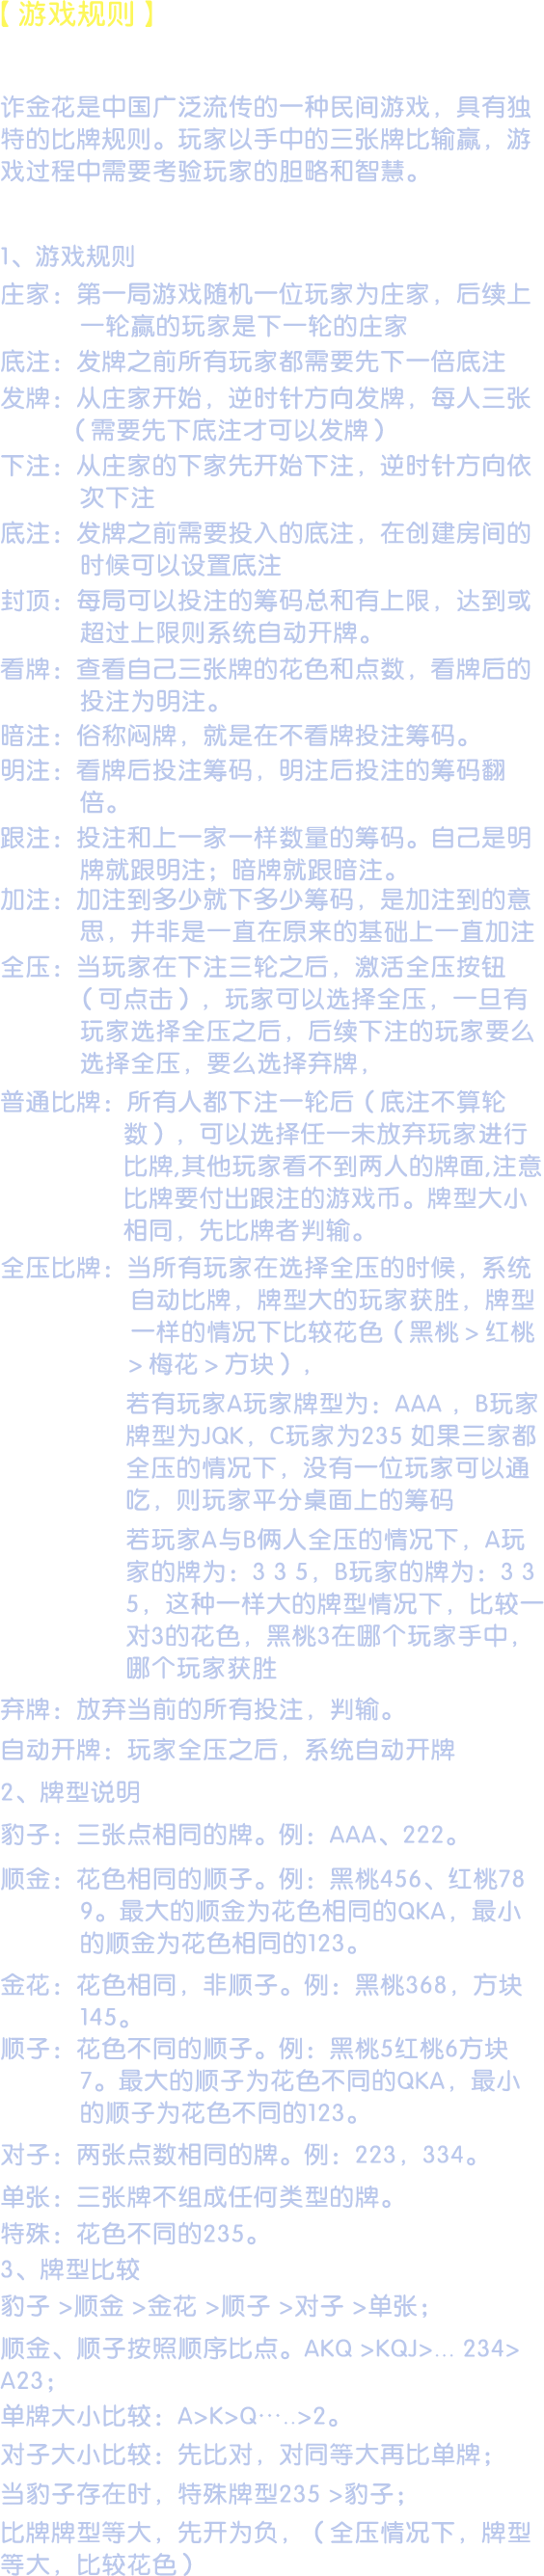 【游戏规则】
诈金花是中国广泛流传的一种民间游戏，具有独
特的比牌规则。玩家以手中的三张牌比输赢，游
戏过程中需要考验玩家的胆略和智慧。
1、游戏规则
庄家：第一局游戏随机一位玩家为庄家，后续上
一轮赢的玩家是下一轮的庄家
底注：发牌之前所有玩家都需要先下一倍底注
发牌：从庄家开始，逆时针方向发牌，每人三张
（需要先下底注才可以发牌）
下注：从庄家的下家先开始下注，逆时针方向依
次下注
底注：发牌之前需要投入的底注，在创建房间的
时候可以设置底注
封顶：每局可以投注的筹码总和有上限，达到或
超过上限则系统自动开牌。
看牌：查看自己三张牌的花色和点数，看牌后的
投注为明注。
暗注：俗称闷牌，就是在不看牌投注筹码。
明注：看牌后投注筹码，明注后投注的筹码翻
倍。
跟注：投注和上一家一样数量的筹码。自己是明
牌就跟明注；暗牌就跟暗注。
加注：加注到多少就下多少筹码，是加注到的意
思，并非是一直在原来的基础上一直加注
全压：当玩家在下注三轮之后，激活全压按钮
（可点击），玩家可以选择全压，一旦有
玩家选择全压之后，后续下注的玩家要么
选择全压，要么选择弃牌，
普通比牌：所有人都下注一轮后（底注不算轮
数），可以选择任一未放弃玩家进行
比牌,其他玩家看不到两人的牌面,注意
比牌要付出跟注的游戏币。牌型大小
相同，先比牌者判输。
全压比牌：当所有玩家在选择全压的时候，系统
自动比牌，牌型大的玩家获胜，牌型
一样的情况下比较花色（黑桃＞红桃
＞梅花＞方块），
若有玩家A玩家牌型为：AAA ，B玩家
牌型为JQK，C玩家为235 如果三家都
全压的情况下，没有一位玩家可以通
吃，则玩家平分桌面上的筹码
若玩家A与B俩人全压的情况下，A玩
家的牌为：3 3 5，B玩家的牌为：3 3
5，这种一样大的牌型情况下，比较一
对3的花色，黑桃3在哪个玩家手中，
哪个玩家获胜
弃牌：放弃当前的所有投注，判输。
自动开牌：玩家全压之后，系统自动开牌
2、牌型说明
豹子：三张点相同的牌。例：AAA、222。
顺金：花色相同的顺子。例：黑桃456、红桃78
9。最大的顺金为花色相同的QKA，最小
的顺金为花色相同的123。
金花：花色相同，非顺子。例：黑桃368，方块
145。
顺子：花色不同的顺子。例：黑桃5红桃6方块
7。最大的顺子为花色不同的QKA，最小
的顺子为花色不同的123。
对子：两张点数相同的牌。例：223，334。
单张：三张牌不组成任何类型的牌。
特殊：花色不同的235。
3、牌型比较
豹子 >顺金 >金花 >顺子 >对子 >单张；
顺金、顺子按照顺序比点。AKQ >KQJ>... 234>
A23；
单牌大小比较：A>K>Q…..>2。
对子大小比较：先比对，对同等大再比单牌；
当豹子存在时，特殊牌型235 >豹子；
比牌牌型等大，先开为负，（全压情况下，牌型
等大，比较花色）